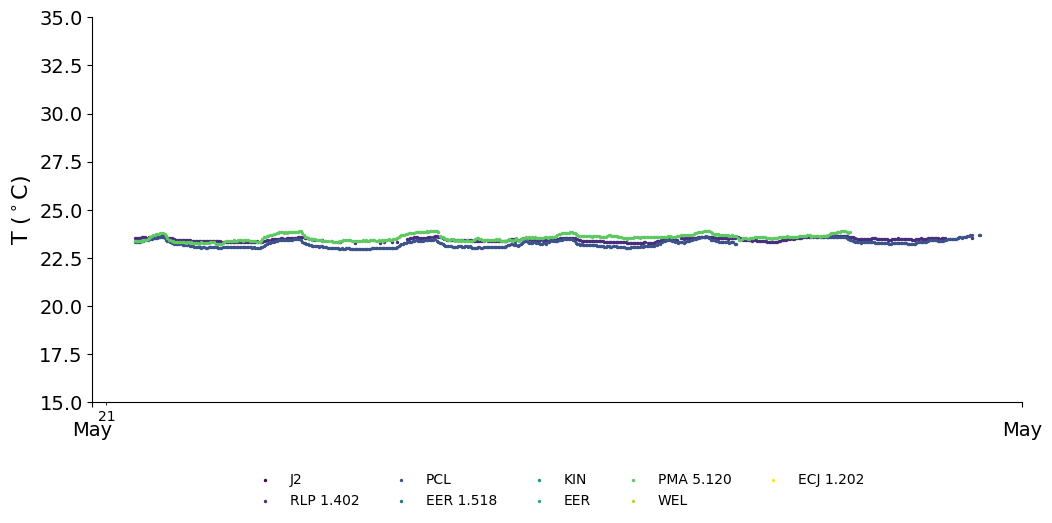 35.0
32.5
30.0
27.5
25.0
22.5
20.0
17.5
15.0
T (°C)
21
May
May
J2
PCL
KIN
PMA 5.120
ECJ 1.202
RLP 1.402
EER 1.518
EER
WEL